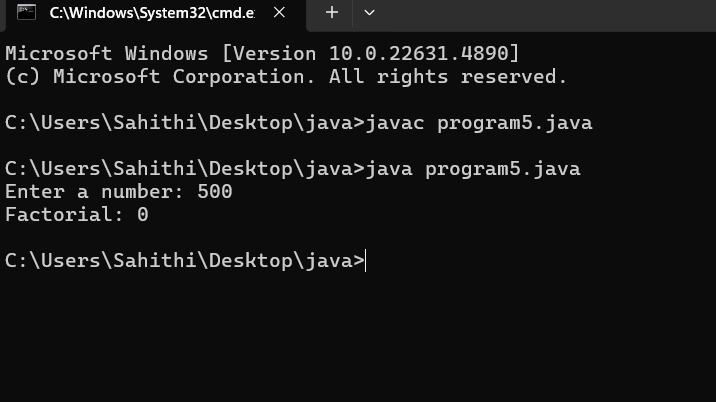 C:\Windows\System32\cmd.e
Microsoft Windows [Version 10.0.22631.4890]
(c) Microsoft Corporation. All rights reserved.
C:\Users\Sahithi\Desktop\java>javac program5.java
C:\Users\Sahithi\Desktop\java>java program5.java
Enter a number: 500
Factorial: 0
C:\Users\Sahithi\Desktop\java>